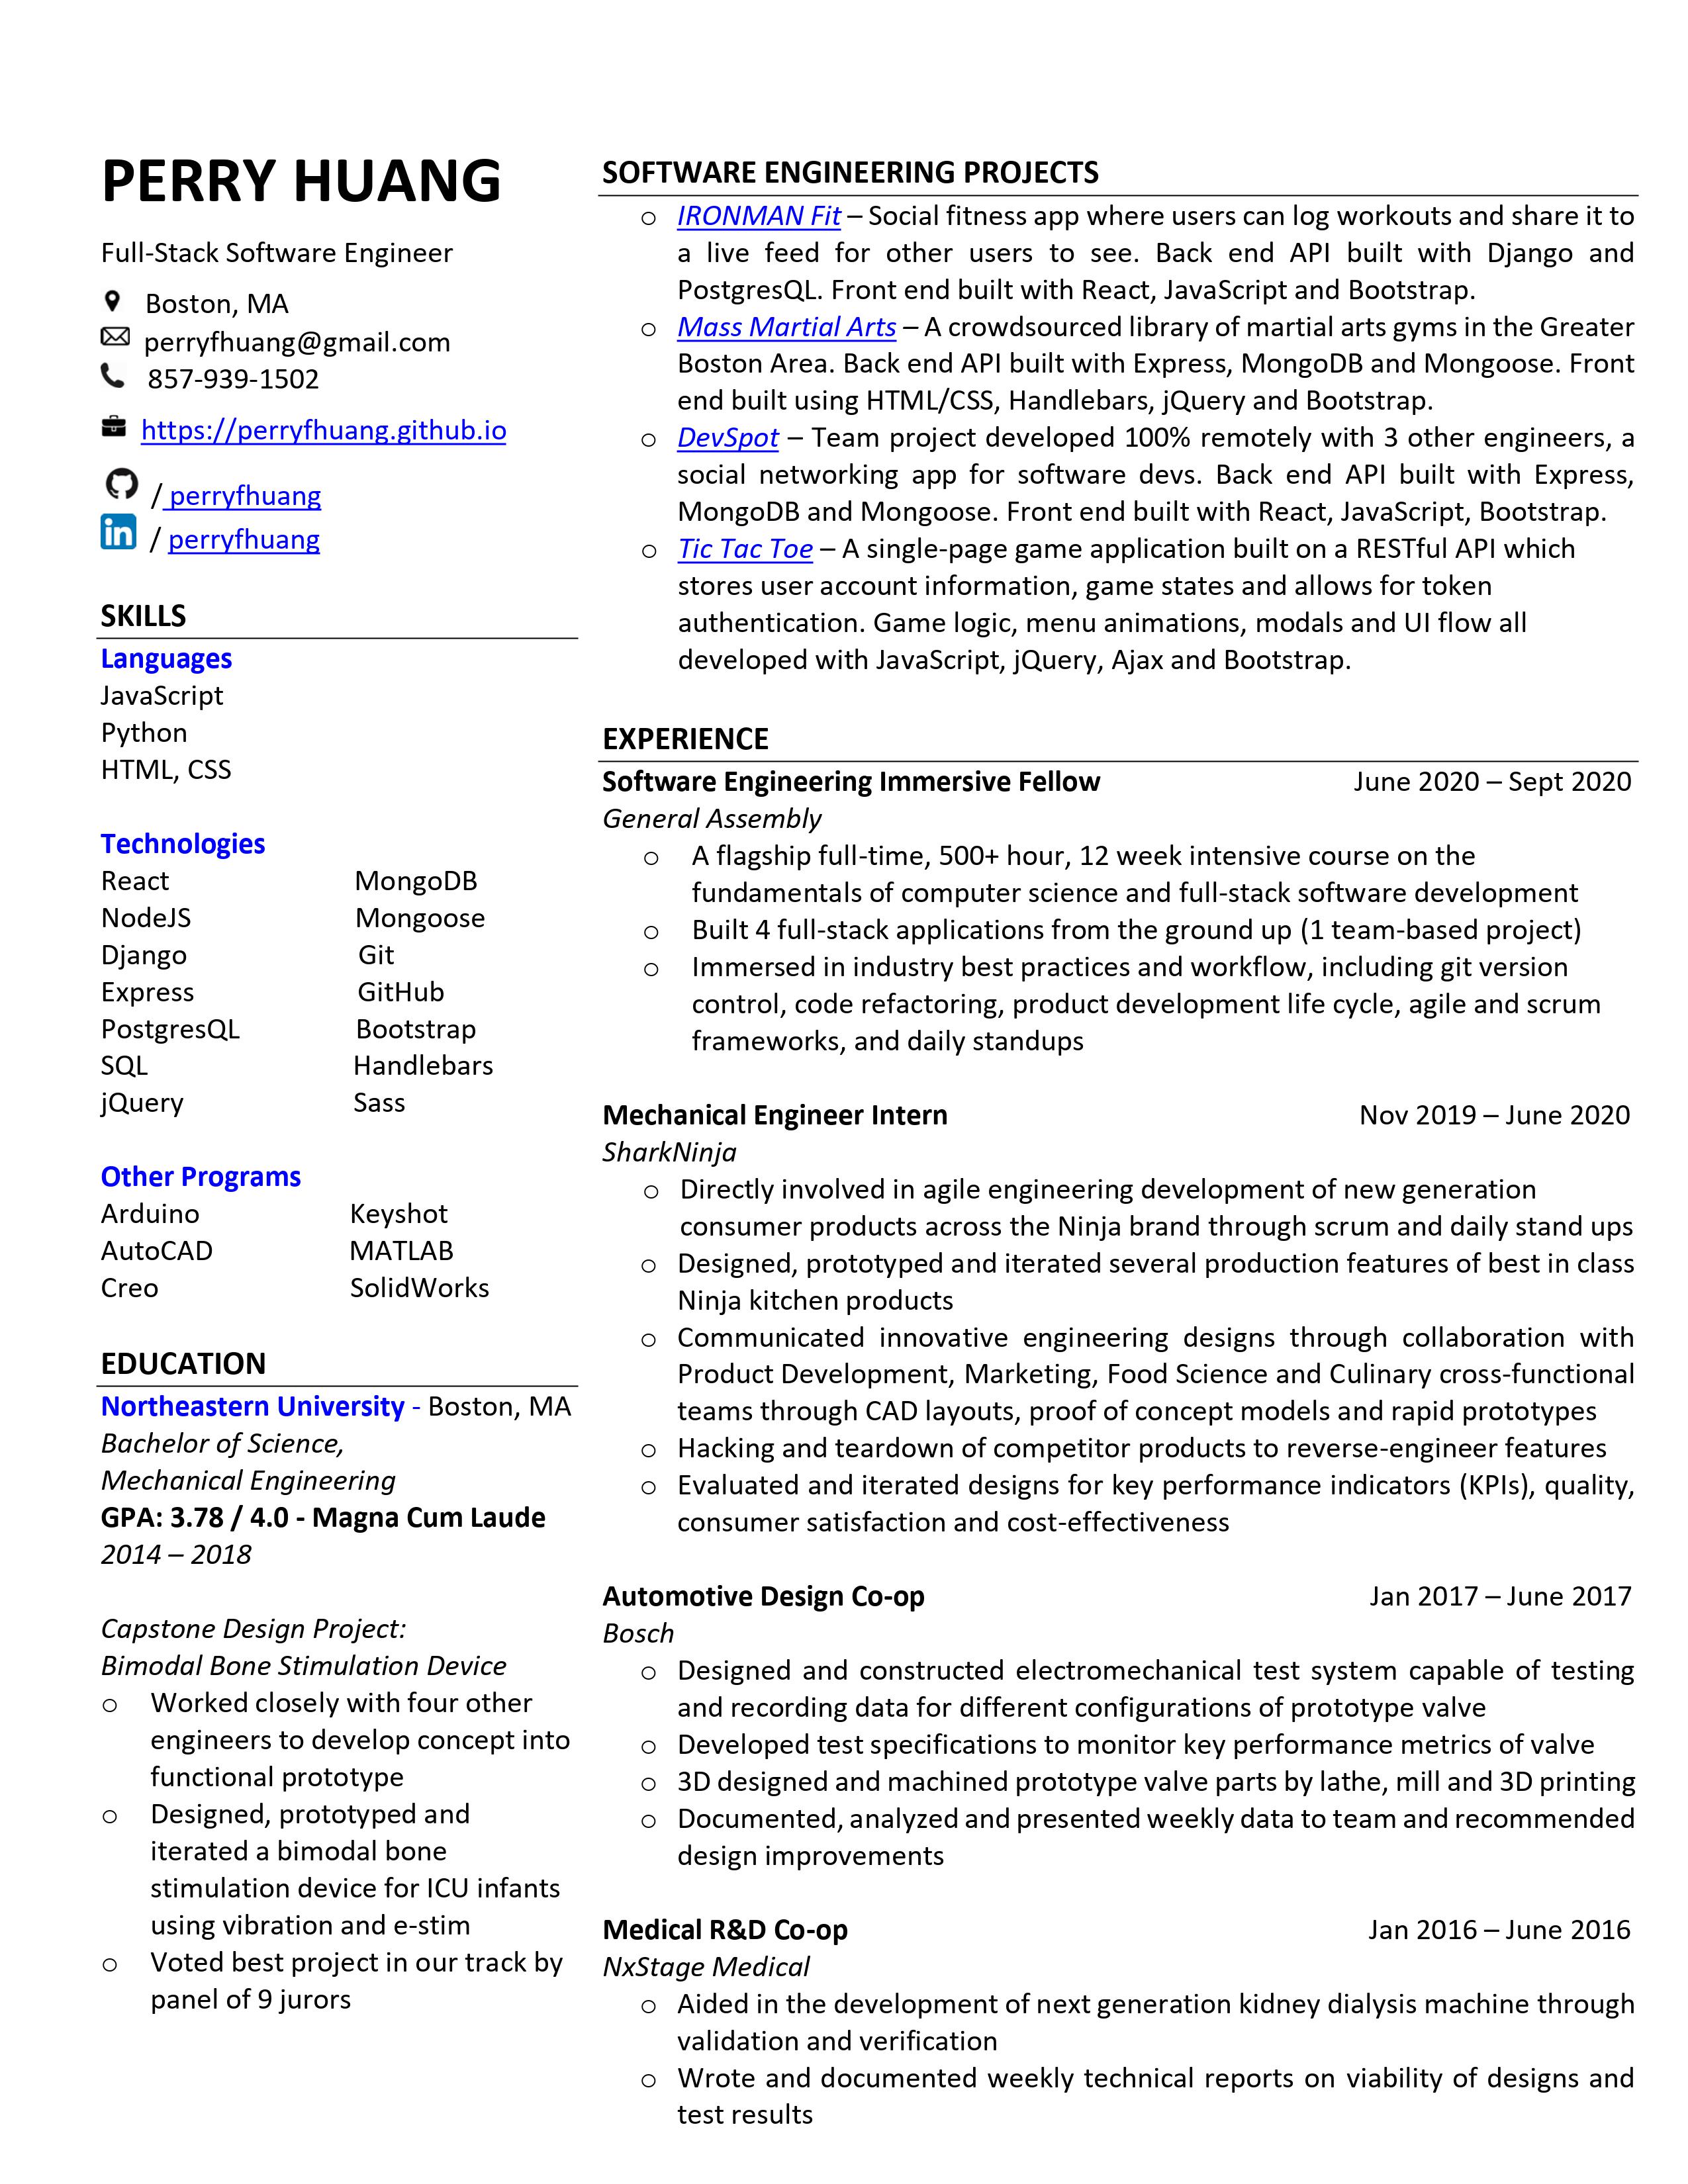 PERRY HUANG
Full-Stack Software Engineer
Boston, MA
perryfhuang@gmail.com
857-939-1502
https://perryfhuang.github.io
/ perryfhuang
in / perryfhuang
SKILLS
Languages
JavaScript
Python
HTML, CSS
Technologies
React MongoDB
NodeJS Mongoose
Django Git
Express GitHub
PostgresQL Bootstrap
SQL Handlebars
jQuery Sass
Other Programs
Arduino Keyshot
AutoCAD MATLAB
Creo SolidWorks
EDUCATION
Northeastern University - Boston, MA
Bachelor of Science,
Mechanical Engineering
GPA: 3.78 / 4.0 - Magna Cum Laude
2014 – 2018
Capstone Design Project:
Bimodal Bone Stimulation Device
o Worked closely with four other
engineers to develop concept into
functional prototype
o Designed, prototyped and
iterated a bimodal bone
stimulation device for ICU infants
using vibration and e-stim
o Voted best project in our track by
panel of 9 jurors
SOFTWARE ENGINEERING PROJECTS
o IRONMAN Fit – Social fitness app where users can log workouts and share it to
a live feed for other users to see. Back end API built with Django and
PostgresQL. Front end built with React, JavaScript and Bootstrap.
o Mass Martial Arts – A crowdsourced library of martial arts gyms in the Greater
Boston Area. Back end API built with Express, MongoDB and Mongoose. Front
end built using HTML/CSS, Handlebars, jQuery and Bootstrap.
o DevSpot – Team project developed 100% remotely with 3 other engineers, a
social networking app for software devs. Back end API built with Express,
MongoDB and Mongoose. Front end built with React, JavaScript, Bootstrap.
o Tic Tac Toe – A single-page game application built on a RESTful API which
stores user account information, game states and allows for token
authentication. Game logic, menu animations, modals and UI flow all
developed with JavaScript, jQuery, Ajax and Bootstrap.
EXPERIENCE
Software Engineering Immersive Fellow June 2020 – Sept 2020
General Assembly
o A flagship full-time, 500+ hour, 12 week intensive course on the
fundamentals of computer science and full-stack software development
o Built 4 full-stack applications from the ground up (1 team-based project)
o Immersed in industry best practices and workflow, including git version
control, code refactoring, product development life cycle, agile and scrum
frameworks, and daily standups
Mechanical Engineer Intern Nov 2019 – June 2020
SharkNinja
o Directly involved in agile engineering development of new generation
consumer products across the Ninja brand through scrum and daily stand ups
o Designed, prototyped and iterated several production features of best in class
Ninja kitchen products
o Communicated innovative engineering designs through collaboration with
Product Development, Marketing, Food Science and Culinary cross-functional
teams through CAD layouts, proof of concept models and rapid prototypes
o Hacking and teardown of competitor products to reverse-engineer features
o Evaluated and iterated designs for key performance indicators (KPIs), quality,
consumer satisfaction and cost-effectiveness
Automotive Design Co-op Jan 2017 – June 2017
Bosch
o Designed and constructed electromechanical test system capable of testing
and recording data for different configurations of prototype valve
o Developed test specifications to monitor key performance metrics of valve
o 3D designed and machined prototype valve parts by lathe, mill and 3D printing
o Documented, analyzed and presented weekly data to team and recommended
design improvements
Medical R&D Co-op Jan 2016 – June 2016
NxStage Medical
o Aided in the development of next generation kidney dialysis machine through
validation and verification
o Wrote and documented weekly technical reports on viability of designs and
test results